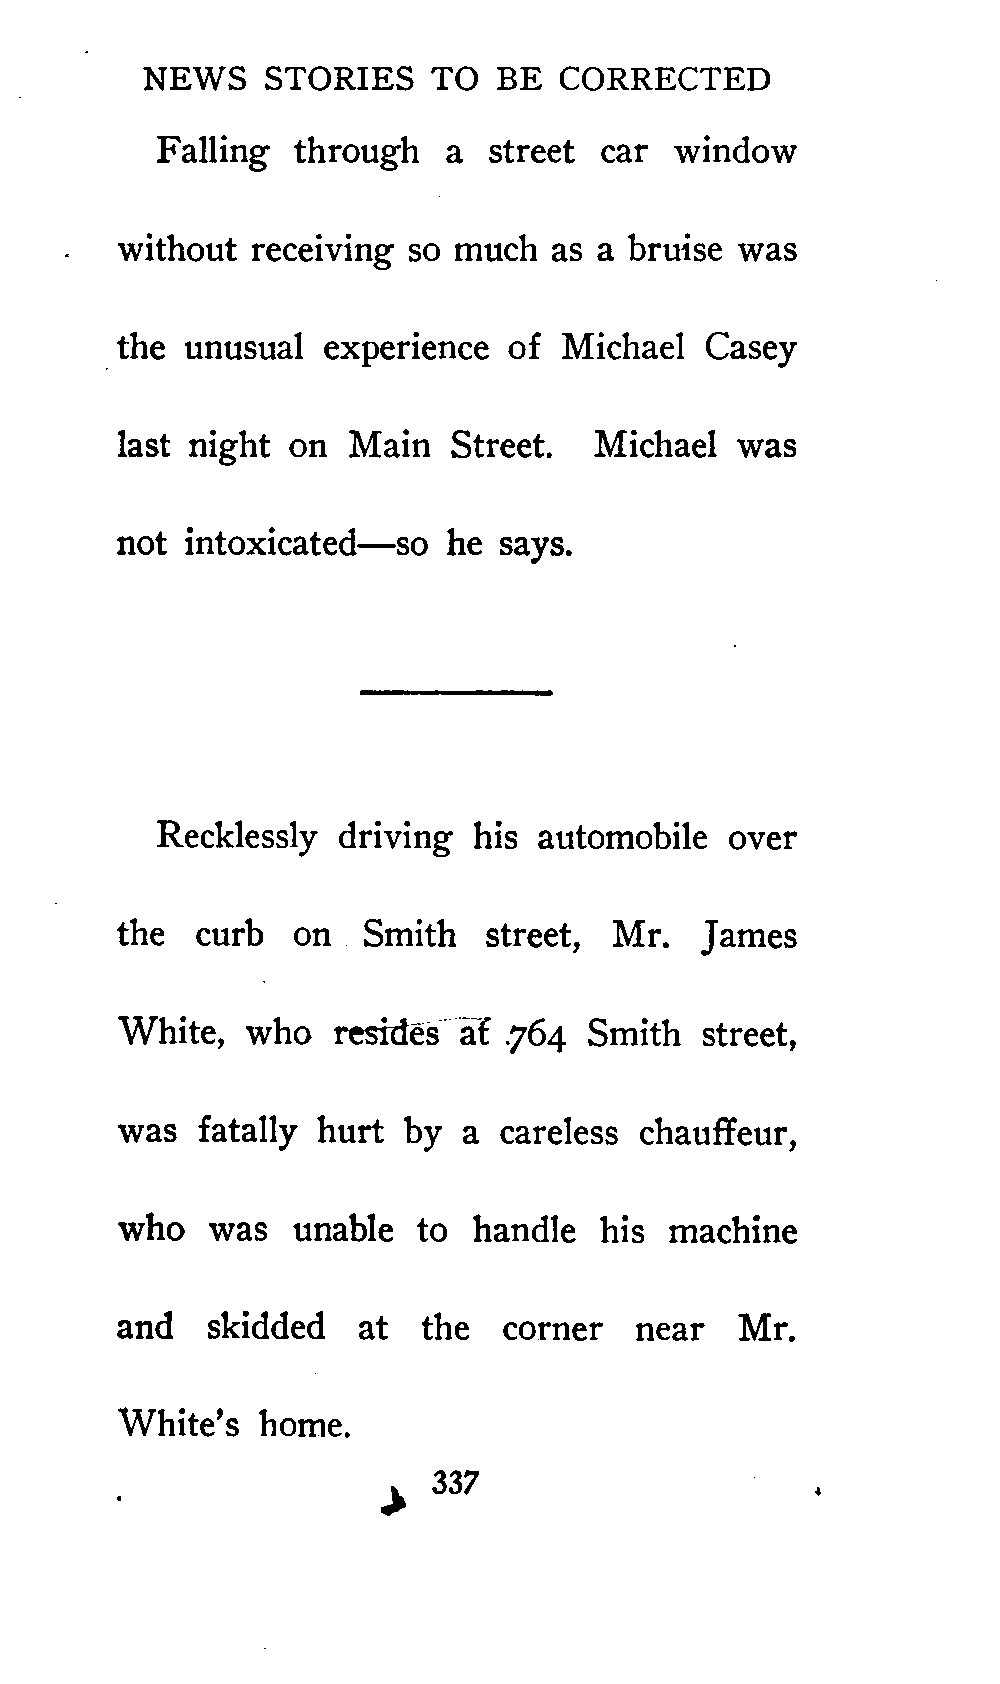 NEWS STORIES TO BE CORRECTED
Falling through a street car window
without receiving so much as a bruise was
the unusual experience of Michael Casey
last night on Main Street. Michael was
not intoxicated—so he says.
Recklessly driving his automobile over
the curb on Smith street, Mr. James
White, who resides at 764 Smith street,
was fatally hurt by a careless chauffeur,
who was unable to handle his machine
and skidded at the corner near Mr.
White's home.
337